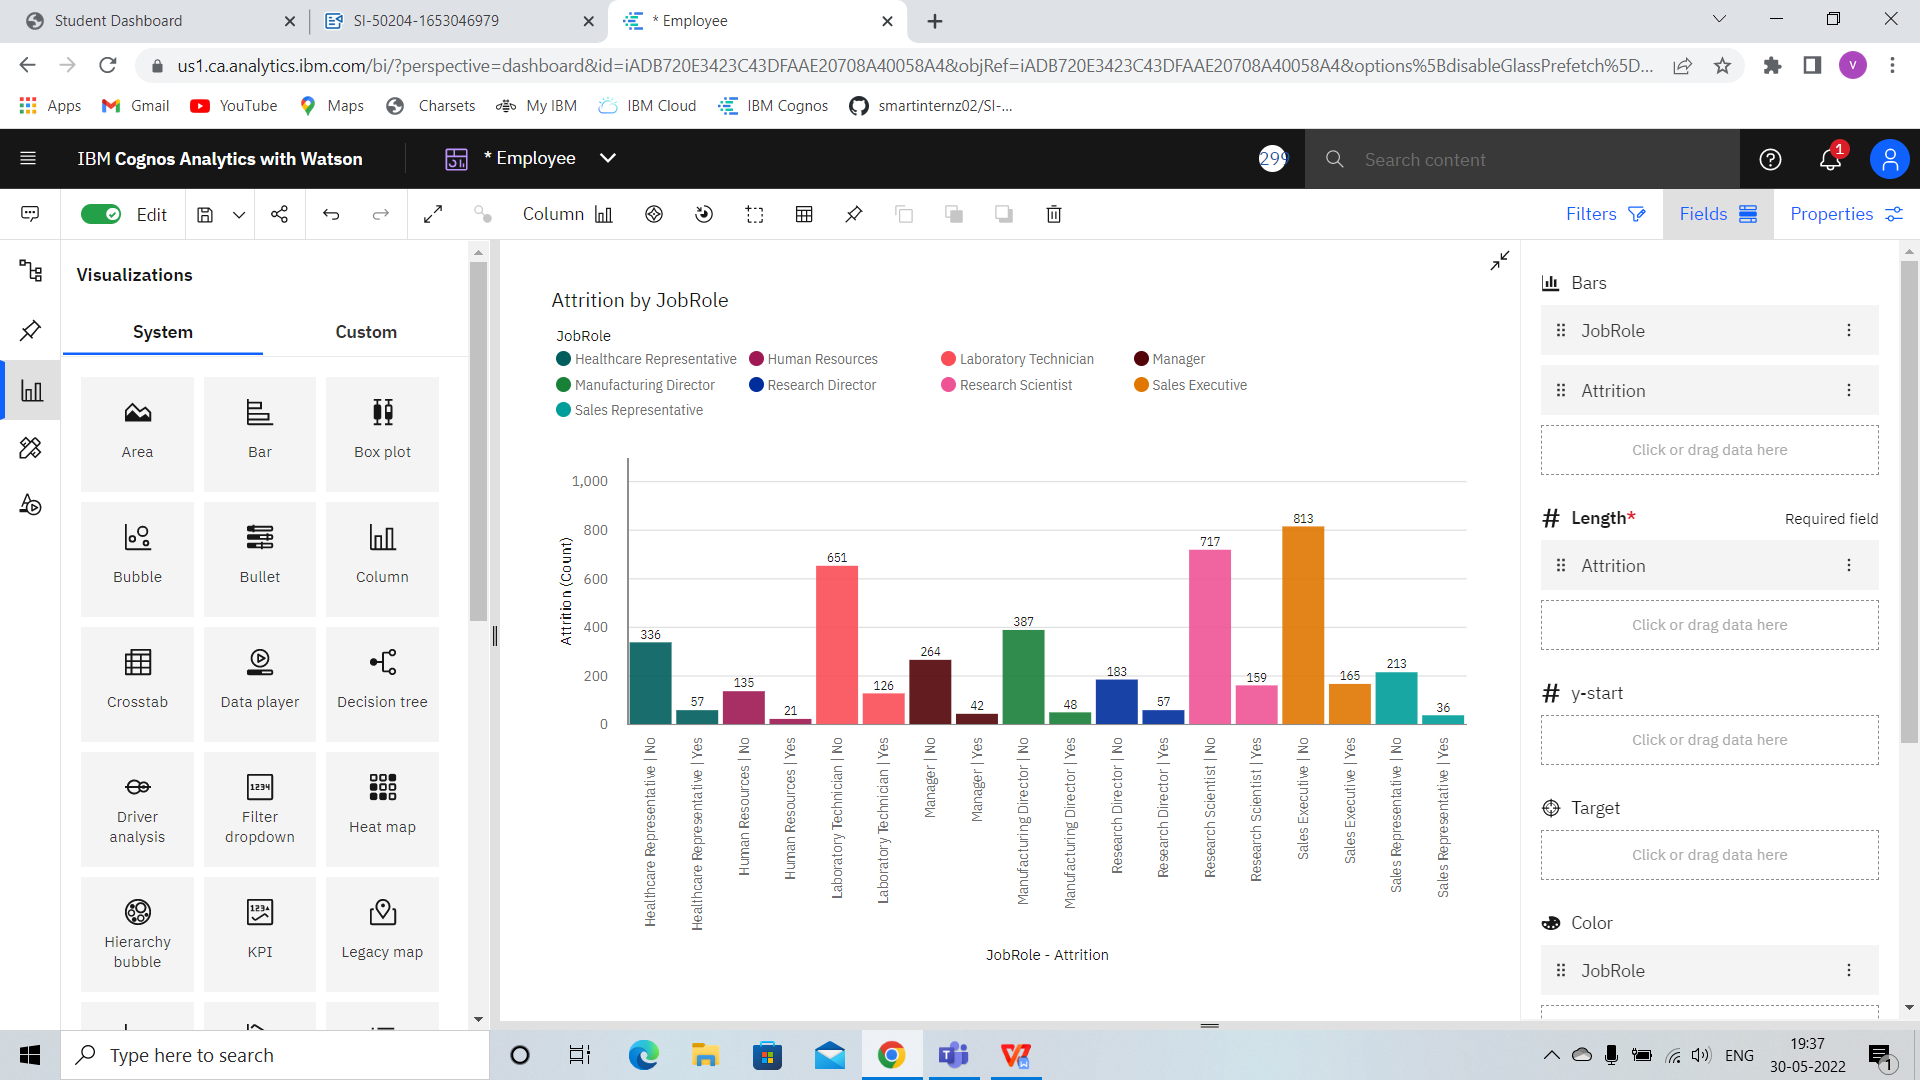 Student Dashboard
SI-50204-1653046979
* Employee
us1.ca.analytics.ibm.com/bi/?perspective=dashboard&id=iADB720E3423C43DFAAE20708A40058A4&objRef=iADB720E3423C43DFAAE20708A40058A4&options%5BdisableGlassPrefetch%5D...
V
Apps
Gmail
YouTube
Maps
Charsets
My IBM
IBM Cloud
IBM Cognos
smartinternz02/SI-...
IBM Cognos Analytics with Watson
* Employee
299
Search content
1
Edit
Column
Filters
Fields
Properties
Visualizations
System
Custom
Area
Bar
Box plot
Bubble
Bullet
Column
Crosstab
Data player
Decision tree
Driver analysis
Filter dropdown
Heat map
Hierarchy bubble
KPI
Legacy map
Attrition by JobRole
JobRole
Healthcare Representative
Human Resources
Laboratory Technician
Manager
Manufacturing Director
Research Director
Research Scientist
Sales Executive
Sales Representative
Attrition (Count)
1,000
800
600
400
200
0
336
57
135
21
651
126
264
42
387
48
183
57
717
159
813
165
213
36
Healthcare Representative | No
Healthcare Representative | Yes
Human Resources | No
Human Resources | Yes
Laboratory Technician | No
Laboratory Technician | Yes
Manager | No
Manager | Yes
Manufacturing Director | No
Manufacturing Director | Yes
Research Director | No
Research Director | Yes
Research Scientist | No
Research Scientist | Yes
Sales Executive | No
Sales Executive | Yes
Sales Representative | No
Sales Representative | Yes
JobRole - Attrition
Bars
JobRole
Attrition
Click or drag data here
# Length*
Required field
Attrition
Click or drag data here
# y-start
Click or drag data here
Target
Click or drag data here
Color
JobRole
Type here to search
ENG
19:37
30-05-2022
1